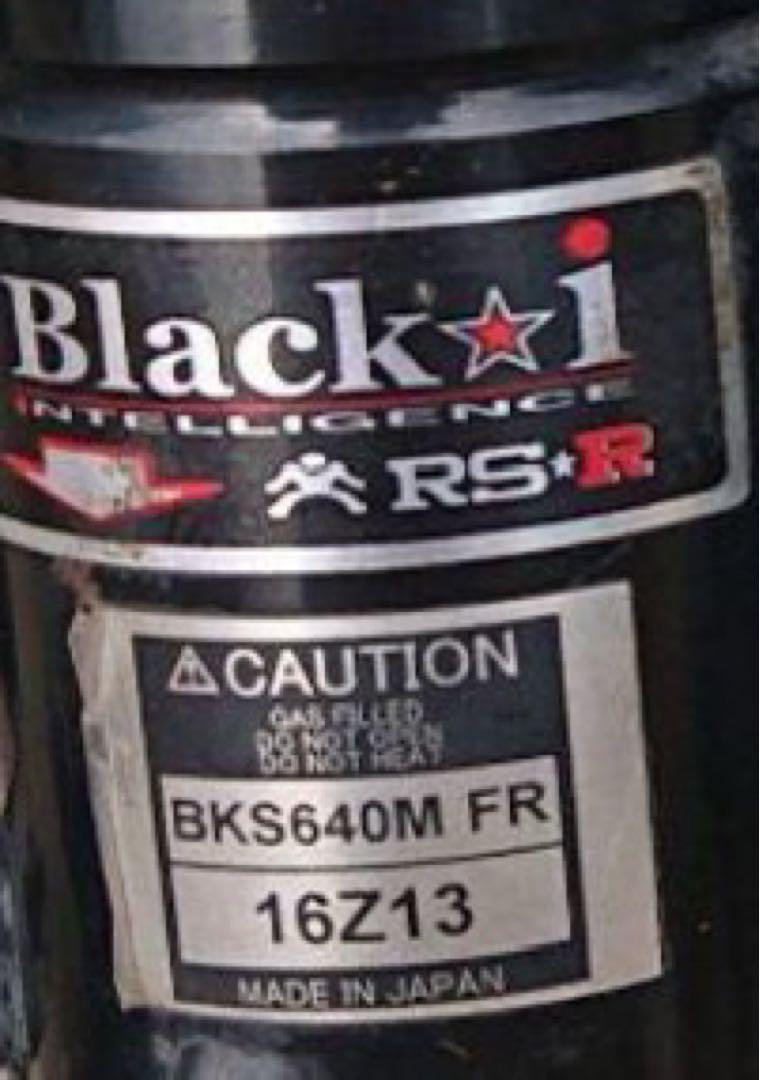 Black☆i
INTELLIGENCE
RS★R
⚠CAUTION
GAS FILLED
DO NOT OPEN
DO NOT HEAT
BKS640M FR
16Z13
MADE IN JAPAN